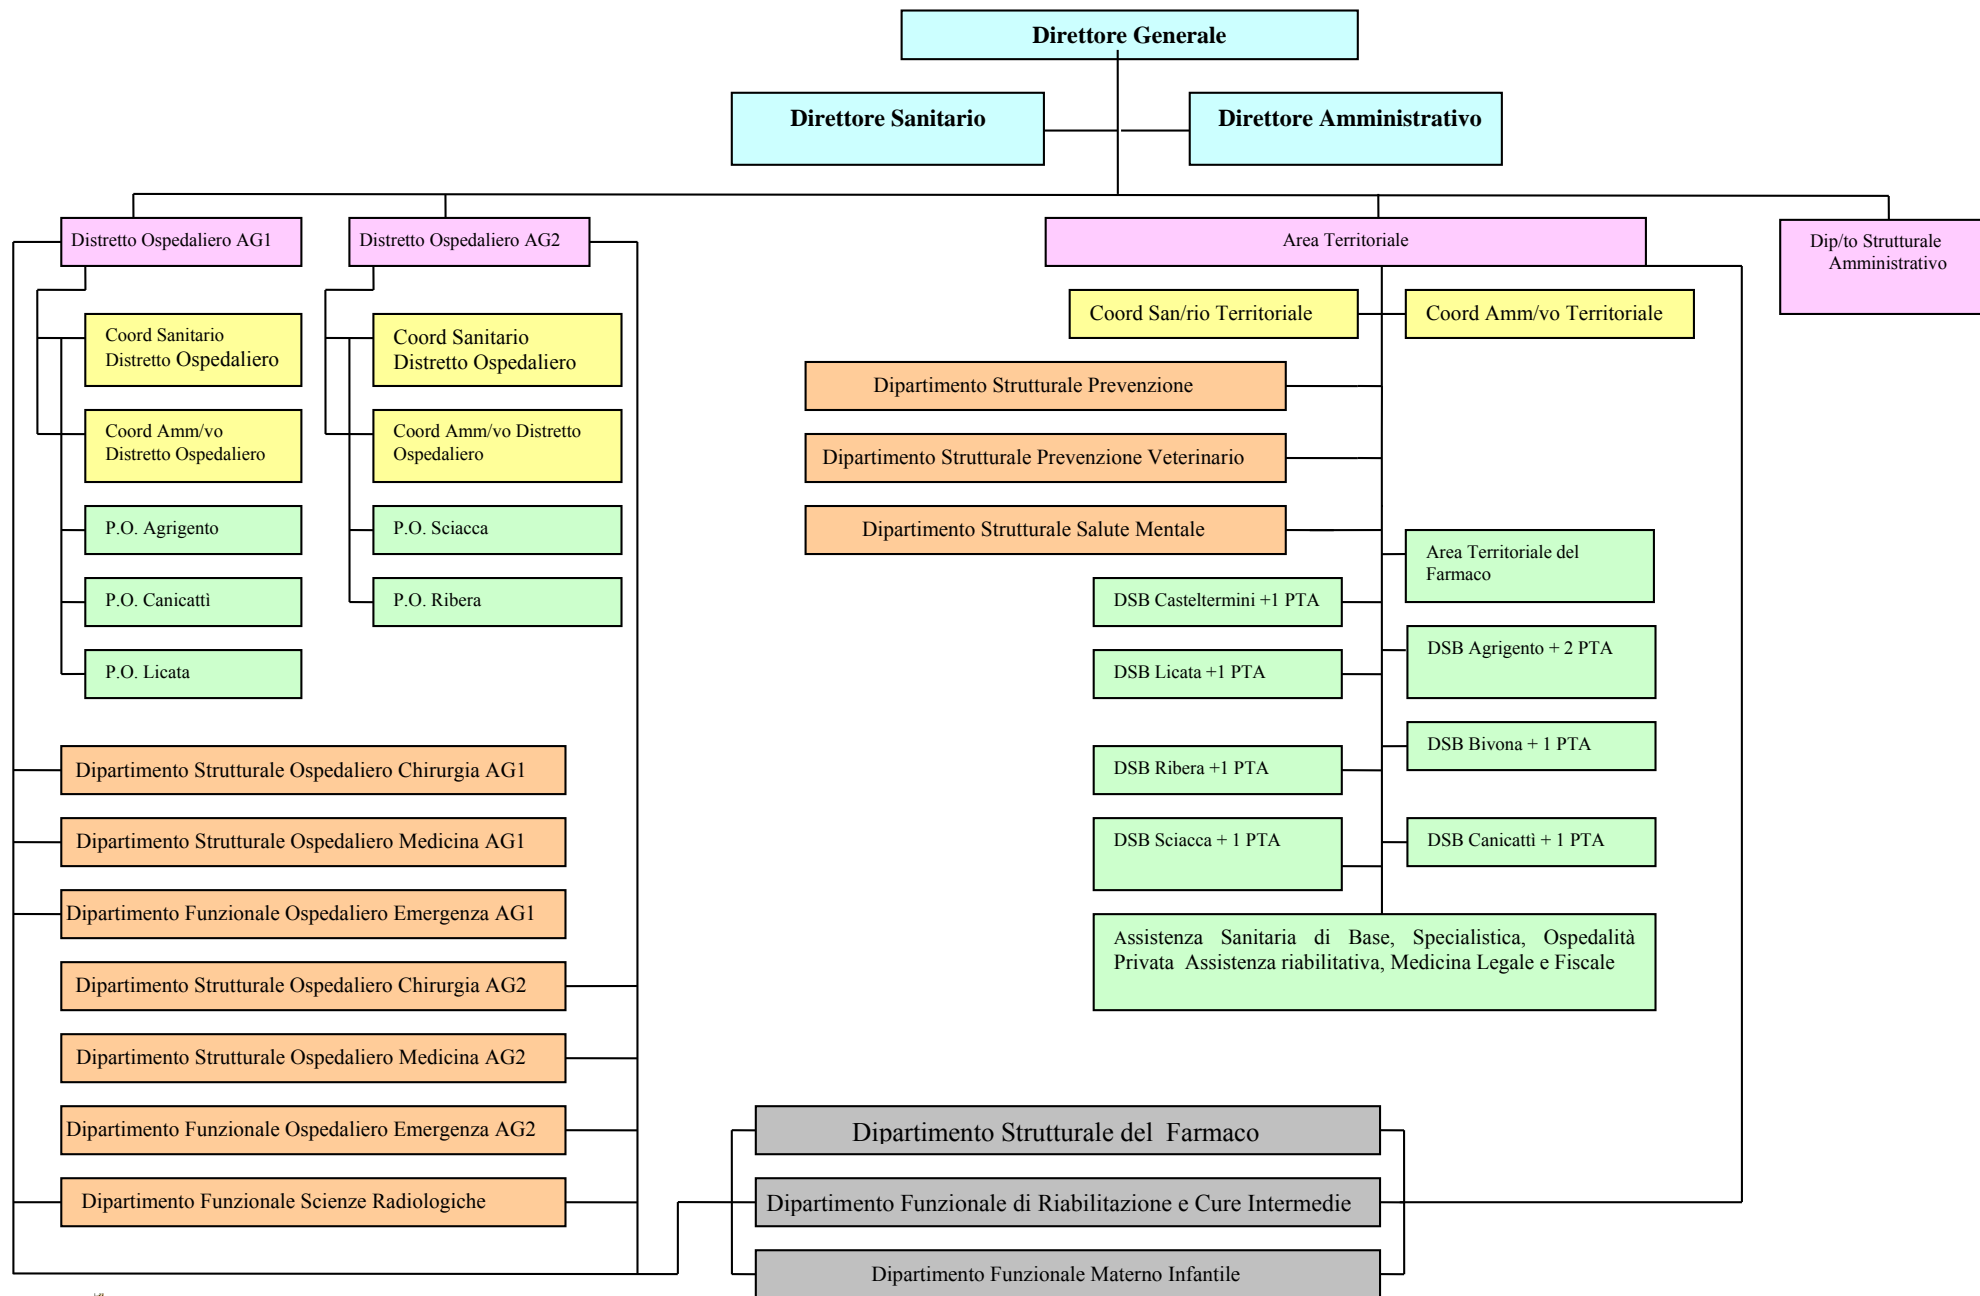 Direttore Generale
Direttore Sanitario
Direttore Amministrativo
Distretto Ospedaliero AG1
Distretto Ospedaliero AG2
Area Territoriale
Dip/to Strutturale
Amministrativo
Coord Sanitario
Distretto Ospedaliero
Coord Amm/vo
Distretto Ospedaliero
P.O. Agrigento
P.O. Canicattì
P.O. Licata
Coord Sanitario
Distretto Ospedaliero
Coord Amm/vo Distretto
Ospedaliero
P.O. Sciacca
P.O. Ribera
Coord San/rio Territoriale
Coord Amm/vo Territoriale
Dipartimento Strutturale Prevenzione
Dipartimento Strutturale Prevenzione Veterinario
Dipartimento Strutturale Salute Mentale
Area Territoriale del
Farmaco
DSB Casteltermini +1 PTA
DSB Agrigento + 2 PTA
DSB Licata +1 PTA
DSB Bivona + 1 PTA
DSB Ribera +1 PTA
DSB Sciacca + 1 PTA
DSB Canicattì + 1 PTA
Assistenza Sanitaria di Base, Specialistica, Ospedalità
Privata Assistenza riabilitativa, Medicina Legale e Fiscale
Dipartimento Strutturale Ospedaliero Chirurgia AG1
Dipartimento Strutturale Ospedaliero Medicina AG1
Dipartimento Funzionale Ospedaliero Emergenza AG1
Dipartimento Strutturale Ospedaliero Chirurgia AG2
Dipartimento Strutturale Ospedaliero Medicina AG2
Dipartimento Funzionale Ospedaliero Emergenza AG2
Dipartimento Funzionale Scienze Radiologiche
Dipartimento Strutturale del Farmaco
Dipartimento Funzionale di Riabilitazione e Cure Intermedie
Dipartimento Funzionale Materno Infantile